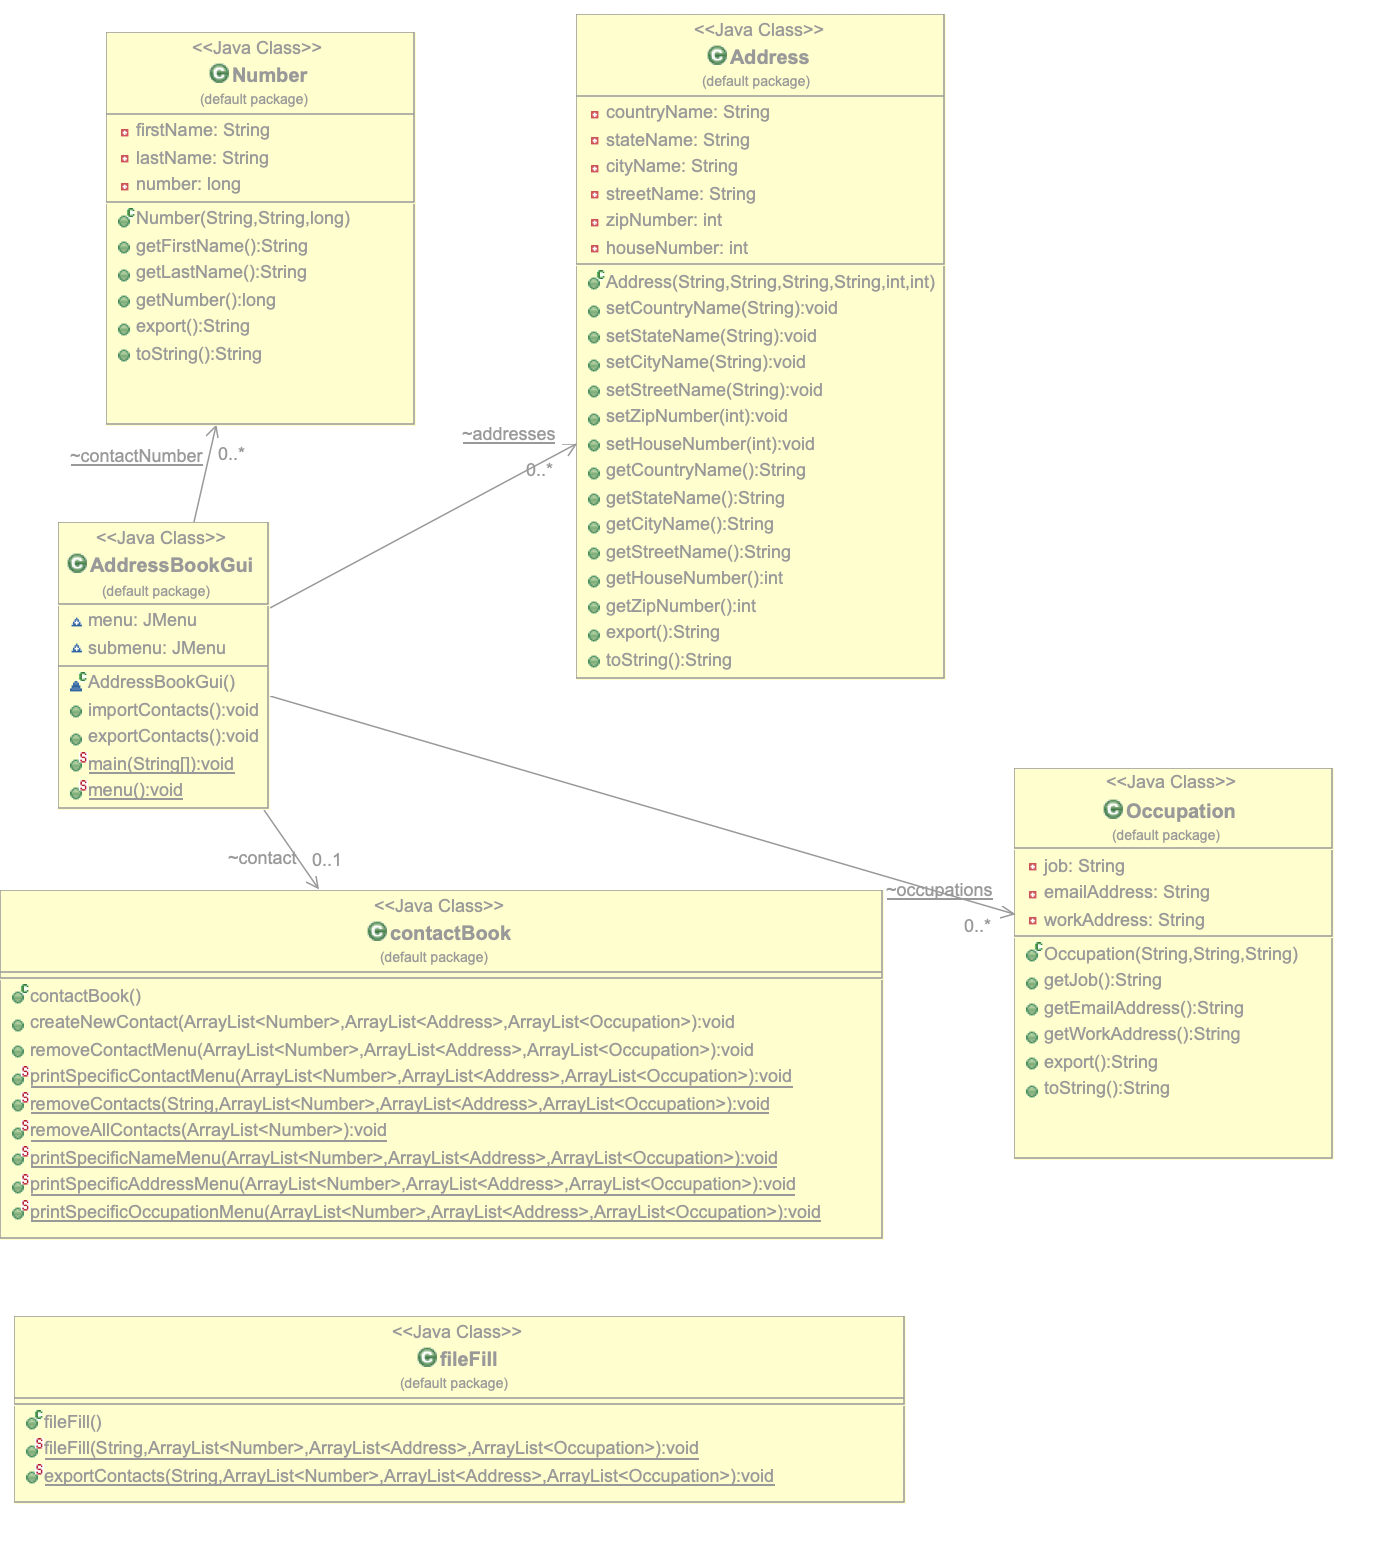 <<Java Class>>
Number
(default package)
firstName: String
lastName: String
number: long
Number(String,String,long)
getFirstName():String
getLastName():String
getNumber():long
export():String
toString():String
<<Java Class>>
Address
(default package)
countryName: String
stateName: String
cityName: String
streetName: String
zipNumber: int
houseNumber: int
Address(String,String,String,String,int,int)
setCountryName(String):void
setStateName(String):void
setCityName(String):void
setStreetName(String):void
setZipNumber(int):void
setHouseNumber(int):void
getCountryName():String
getStateName():String
getCityName():String
getStreetName():String
getHouseNumber():int
getZipNumber():int
export():String
toString():String
~contactNumber
0..*
~addresses
0..*
<<Java Class>>
AddressBookGui
(default package)
menu: JMenu
submenu: JMenu
AddressBookGui()
importContacts():void
exportContacts():void
main(String[]):void
menu():void
~contact
0..1
~occupations
0..*
<<Java Class>>
Occupation
(default package)
job: String
emailAddress: String
workAddress: String
Occupation(String,String,String)
getJob():String
getEmailAddress():String
getWorkAddress():String
export():String
toString():String
<<Java Class>>
contactBook
(default package)
contactBook()
createNewContact(ArrayList<Number>,ArrayList<Address>,ArrayList<Occupation>):void
removeContactMenu(ArrayList<Number>,ArrayList<Address>,ArrayList<Occupation>):void
printSpecificContactMenu(ArrayList<Number>,ArrayList<Address>,ArrayList<Occupation>):void
removeContacts(String,ArrayList<Number>,ArrayList<Address>,ArrayList<Occupation>):void
removeAllContacts(ArrayList<Number>):void
printSpecificNameMenu(ArrayList<Number>,ArrayList<Address>,ArrayList<Occupation>):void
printSpecificAddressMenu(ArrayList<Number>,ArrayList<Address>,ArrayList<Occupation>):void
printSpecificOccupationMenu(ArrayList<Number>,ArrayList<Address>,ArrayList<Occupation>):void
<<Java Class>>
fileFill
(default package)
fileFill()
fileFill(String,ArrayList<Number>,ArrayList<Address>,ArrayList<Occupation>):void
exportContacts(String,ArrayList<Number>,ArrayList<Address>,ArrayList<Occupation>):void